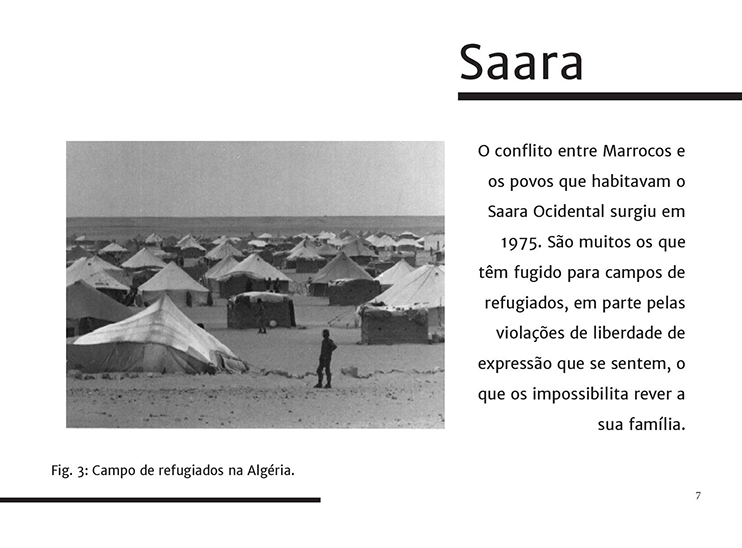 Saara
O conflito entre Marrocos e
os povos que habitavam o
Saara Ocidental surgiu em
1975. São muitos os que
têm fugido para campos de
refugiados, em parte pelas
violações de liberdade de
expressão que se sentem, o
que os impossibilita rever a
sua família.
Fig. 3: Campo de refugiados na Algéria.
7